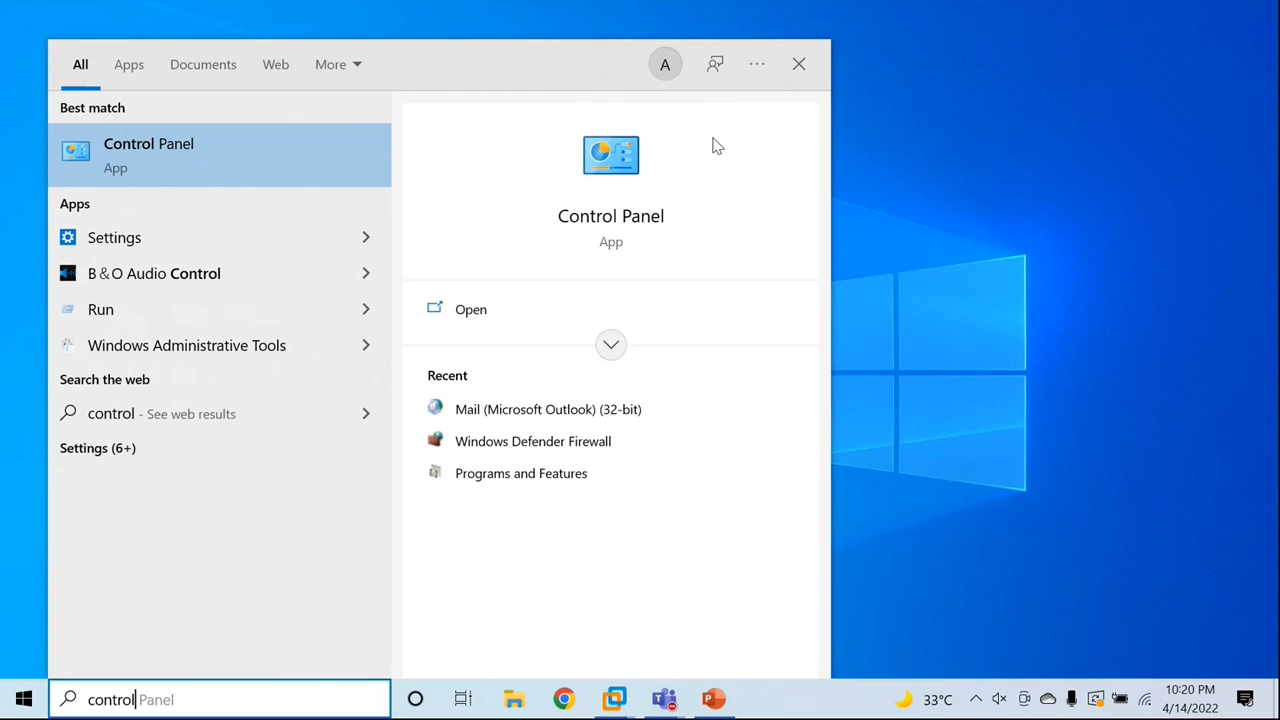 All
Apps
Documents
Web
More
A
Best match
Control Panel
App
Apps
Settings
B&O Audio Control
Run
Windows Administrative Tools
Search the web
control - See web results
Settings (6+)
Control Panel
App
Open
Recent
Mail (Microsoft Outlook) (32-bit)
Windows Defender Firewall
Programs and Features
control Panel
33°C
10:20 PM
4/14/2022